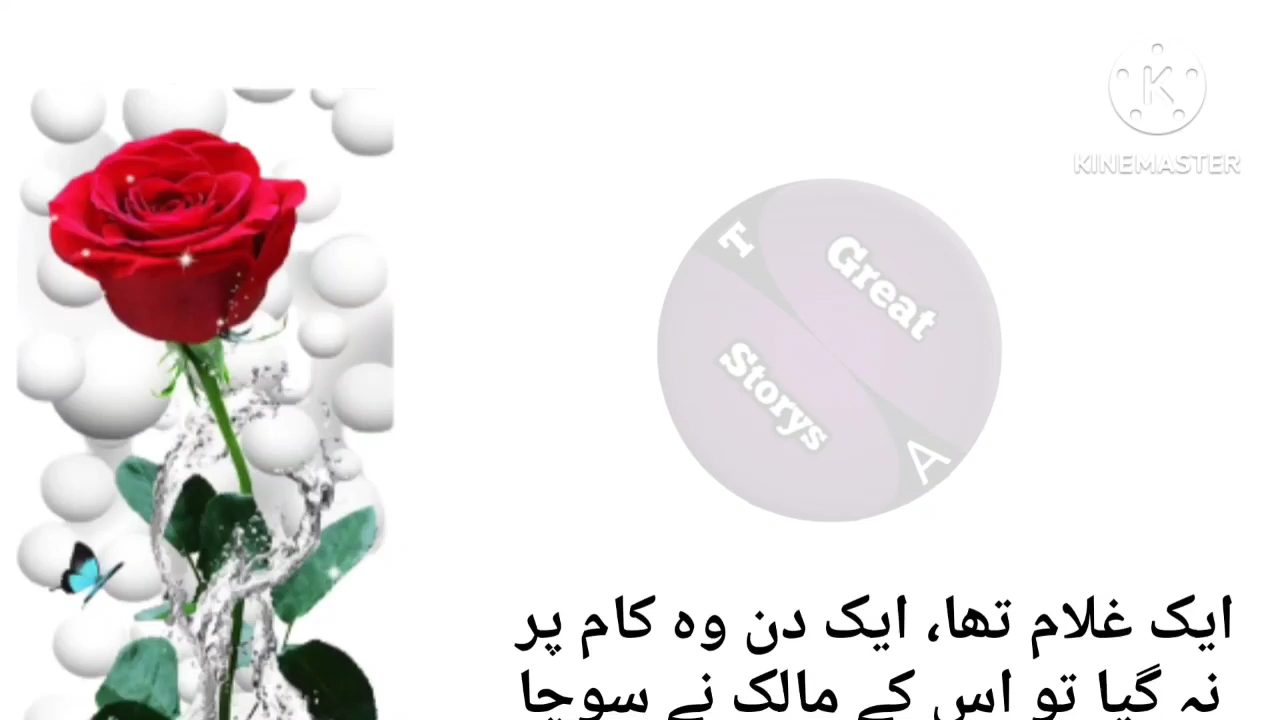 KINEMASTER
T
Great
Storys
A
ایک غلام تھا، ایک دن وہ کام پر
نہ گیا تو اس کے مالک نے سوچا